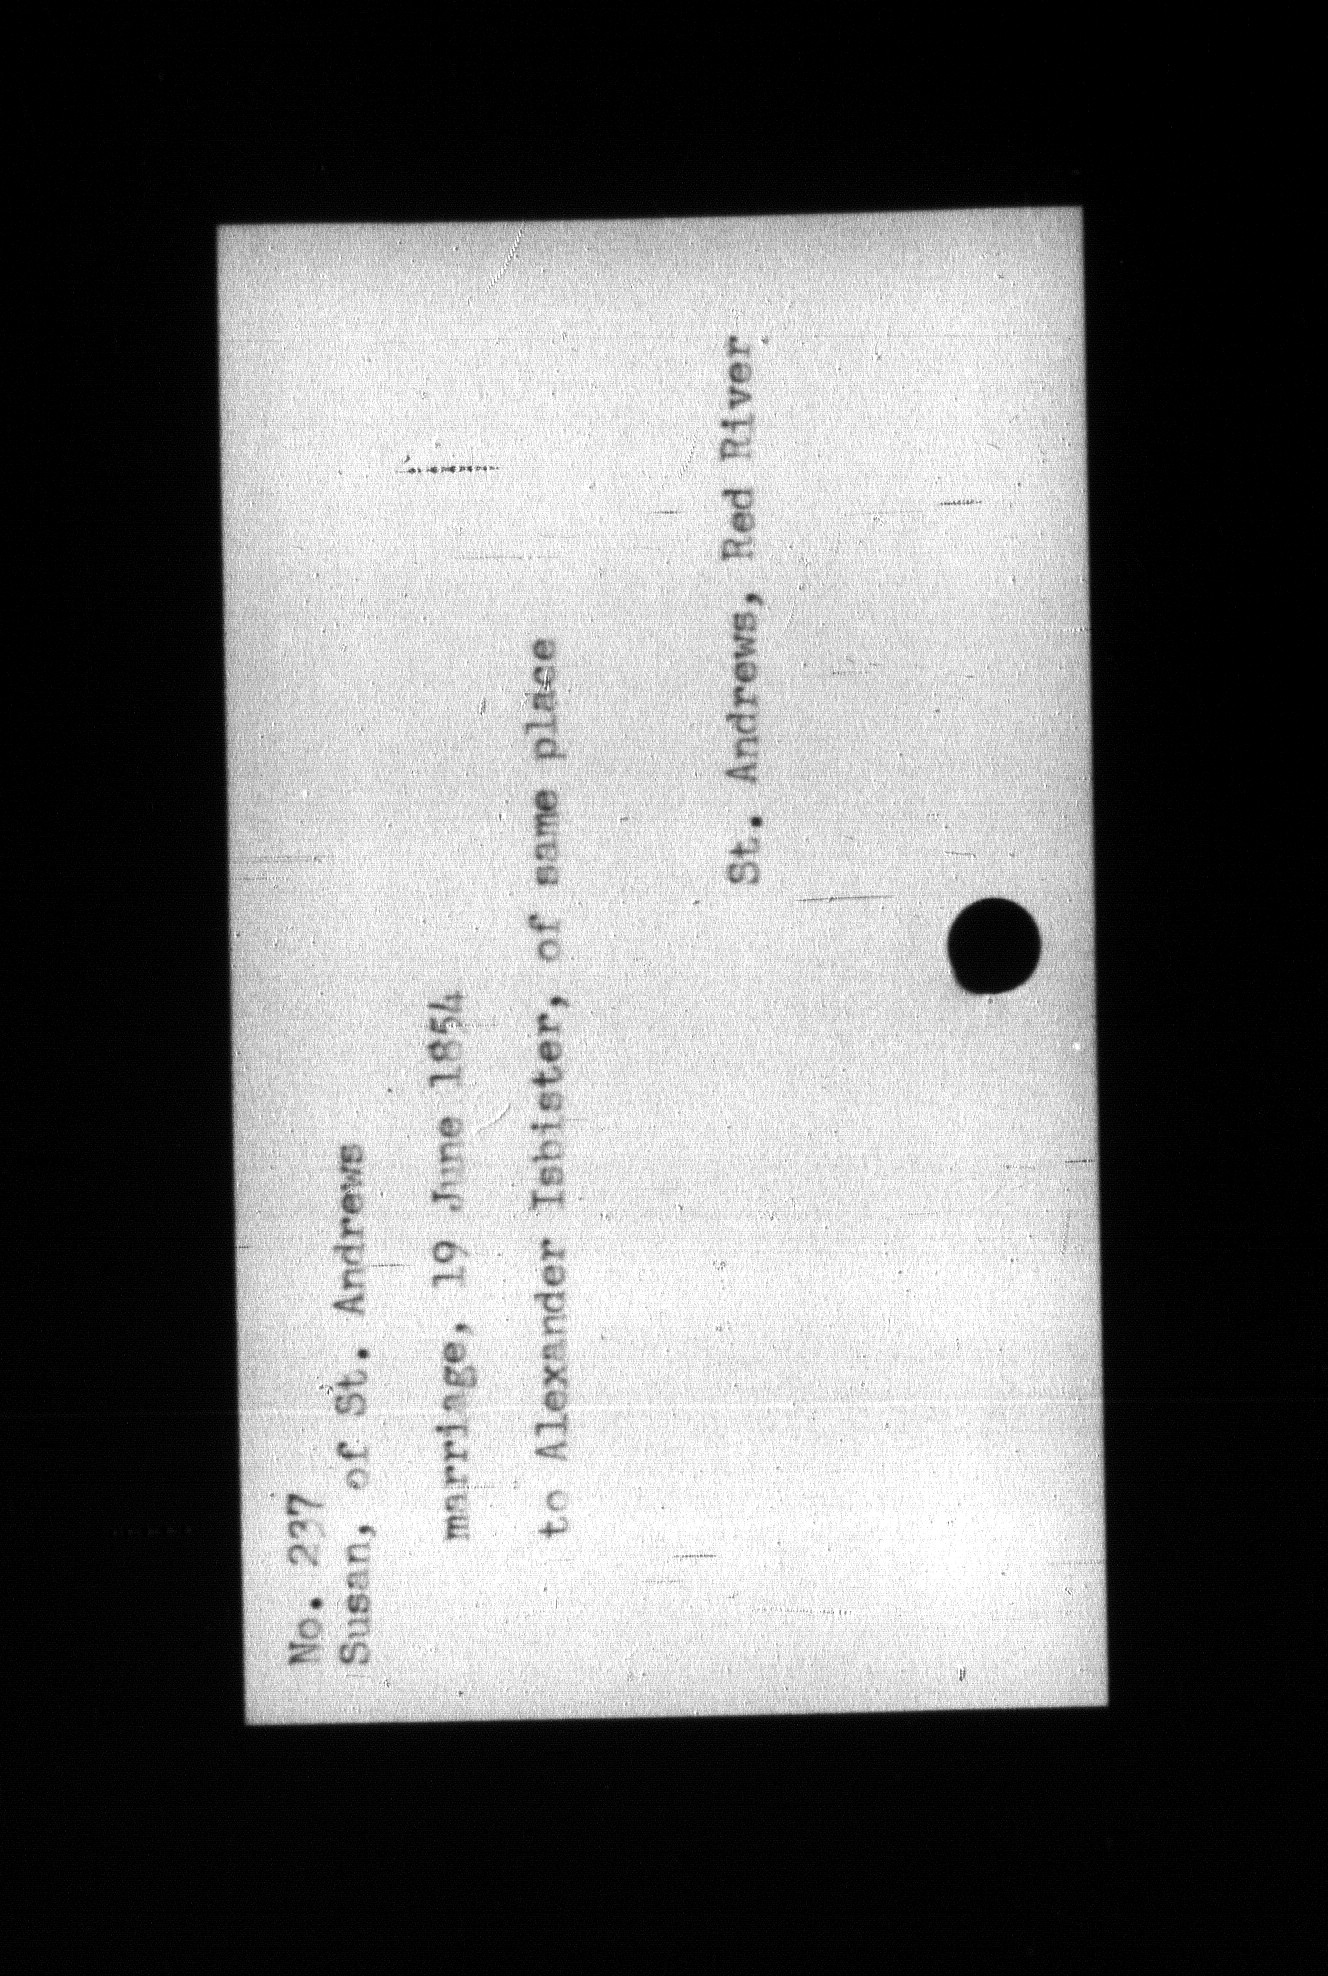 No. 237
Susan, of St. Andrews
marriage, 19 June 1854
to Alexander Isbister, of same place
St. Andrews, Red River